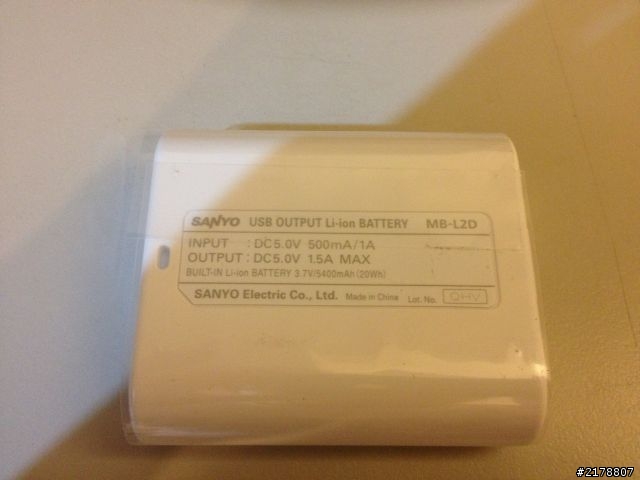 SANYO USB OUTPUT Li-ion BATTERY MB-L2D
INPUT : DC5.0V 500mA/1A
OUTPUT : DC5.0V 1.5A MAX
BUILT-IN Li-ion BATTERY 3.7V/5400mAh (20Wh)
SANYO Electric Co., Ltd. Made in China Lot. No. QHV
#2178807